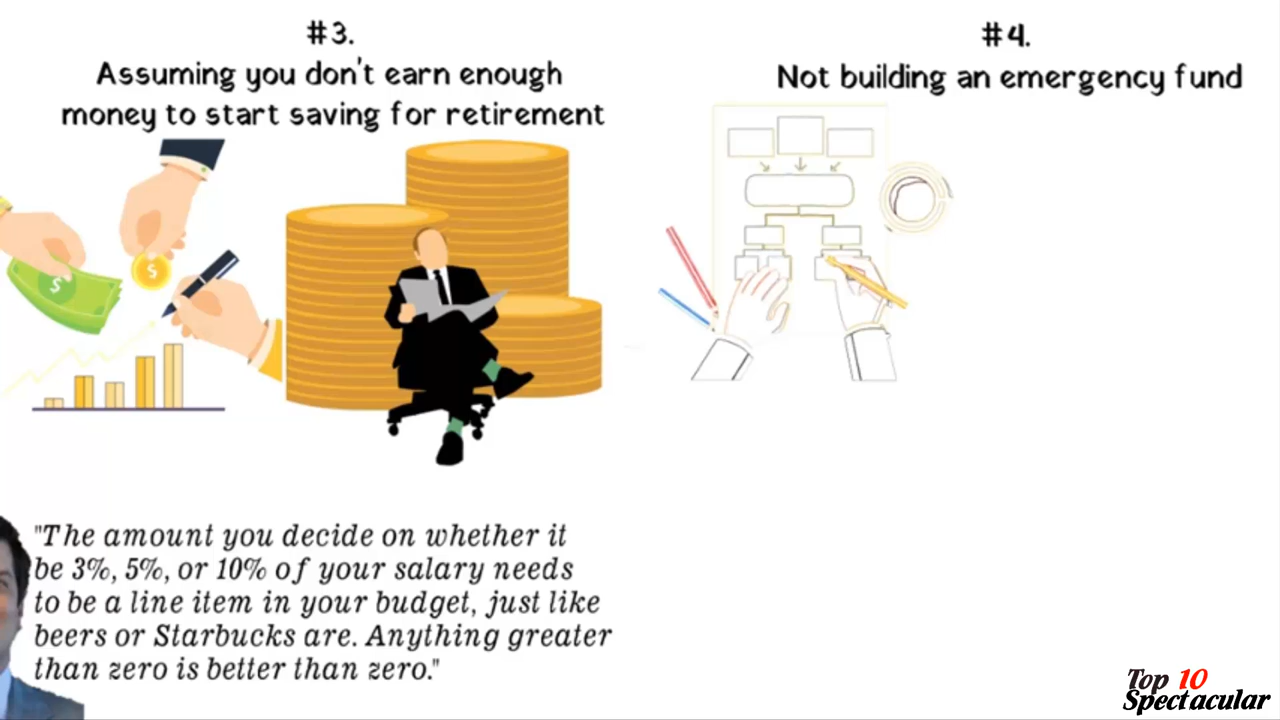 #3.
Assuming you don't earn enough
money to start saving for retirement
$
$
"The amount you decide on whether it
be 3%, 5%, or 10% of your salary needs
to be a line item in your budget, just like
beers or Starbucks are. Anything greater
than zero is better than zero."
#4.
Not building an emergency fund
Top 10
Spectacular